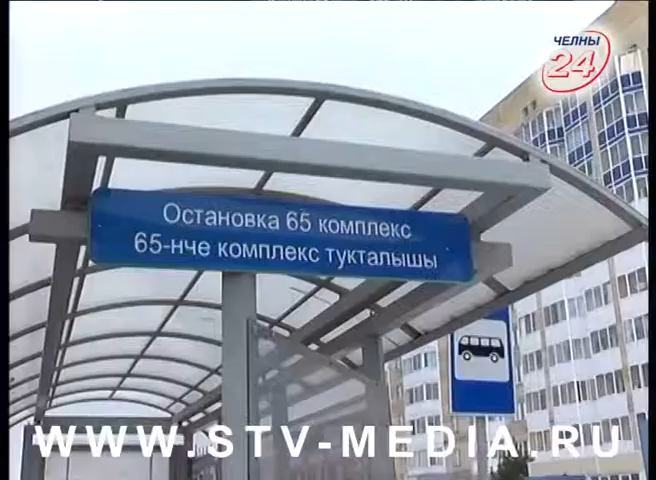 ЧЕЛНЫ
24
Остановка 65 комплекс
65-нче комплекс тукталышы
WWW.STV-MEDIA.RU